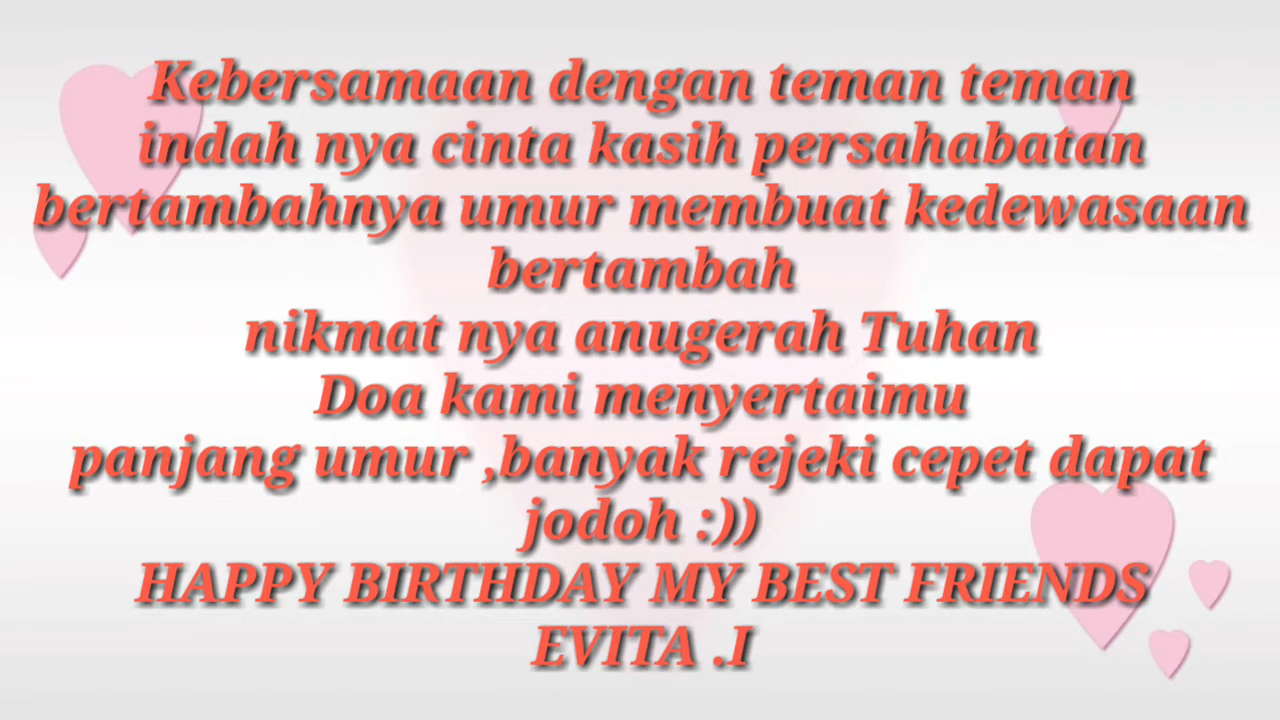 Kebersamaan dengan teman teman
indah nya cinta kasih persahabatan
bertambahnya umur membuat kedewasaan
bertambah
nikmat nya anugerah Tuhan
Doa kami menyertaimu
panjang umur ,banyak rejeki cepet dapat
jodoh :))
HAPPY BIRTHDAY MY BEST FRIENDS
EVITA .I